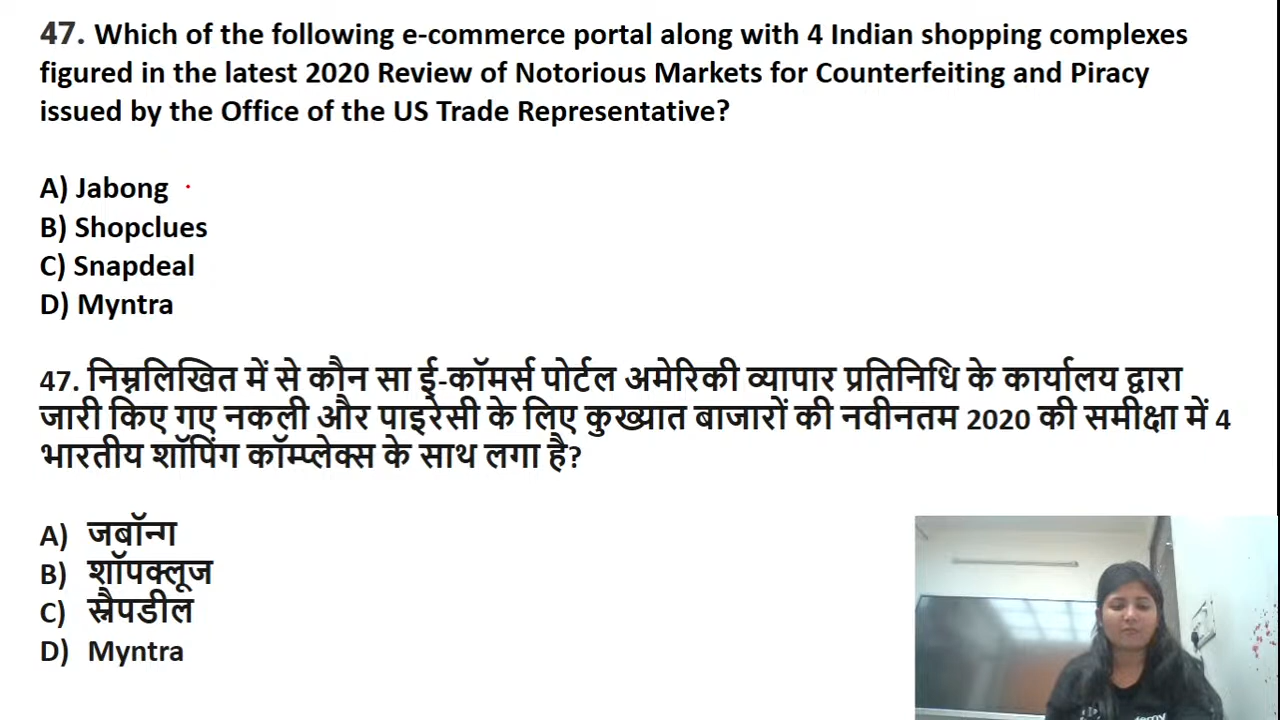 47. Which of the following e-commerce portal along with 4 Indian shopping complexes
figured in the latest 2020 Review of Notorious Markets for Counterfeiting and Piracy
issued by the Office of the US Trade Representative?
A) Jabong
B) Shopclues
C) Snapdeal
D) Myntra
47. निम्नलिखित में से कौन सा ई-कॉमर्स पोर्टल अमेरिकी व्यापार प्रतिनिधि के कार्यालय द्वारा
जारी किए गए नकली और पाइरेसी के लिए कुख्यात बाजारों की नवीनतम 2020 की समीक्षा में 4
भारतीय शॉपिंग कॉम्प्लेक्स के साथ लगा है?
A) जबॉन्ग
B) शॉपक्लूज
C) स्नैपडील
D) Myntra